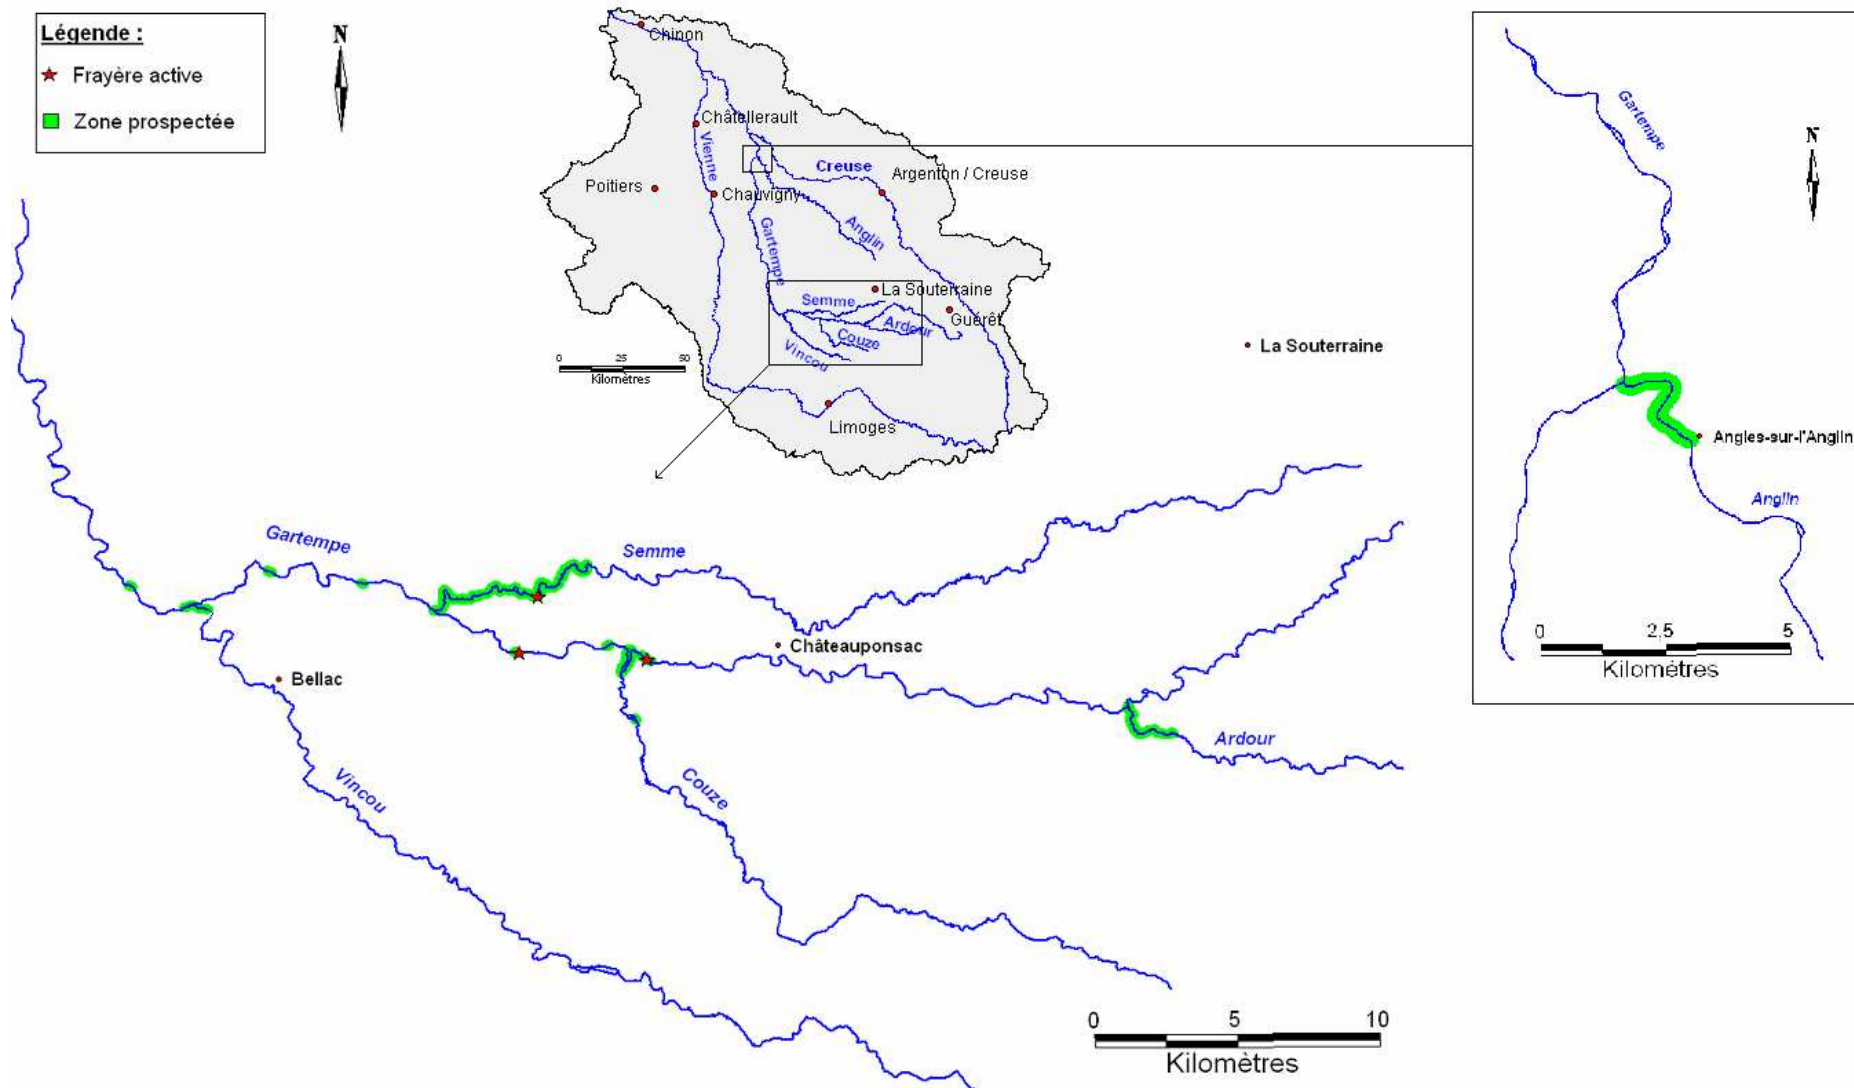 Légende :
Frayère active
Zone prospectée
N
Chinon
Châtellerault
Vienne
Creuse
Poitiers
Chauvigny
Argenton / Creuse
Anglin
Gartempe
La Souterraine
Semme
Guéret
Ardour
Couze
Vincou
0 25 50
Kilomètres
Limoges
La Souterraine
Gartempe
Semme
Châteauponsac
Bellac
Ardour
Vincou
Couze
0 5 10
Kilomètres
Gartempe
N
Angles-sur-l'Anglin
Anglin
0 2,5 5
Kilomètres